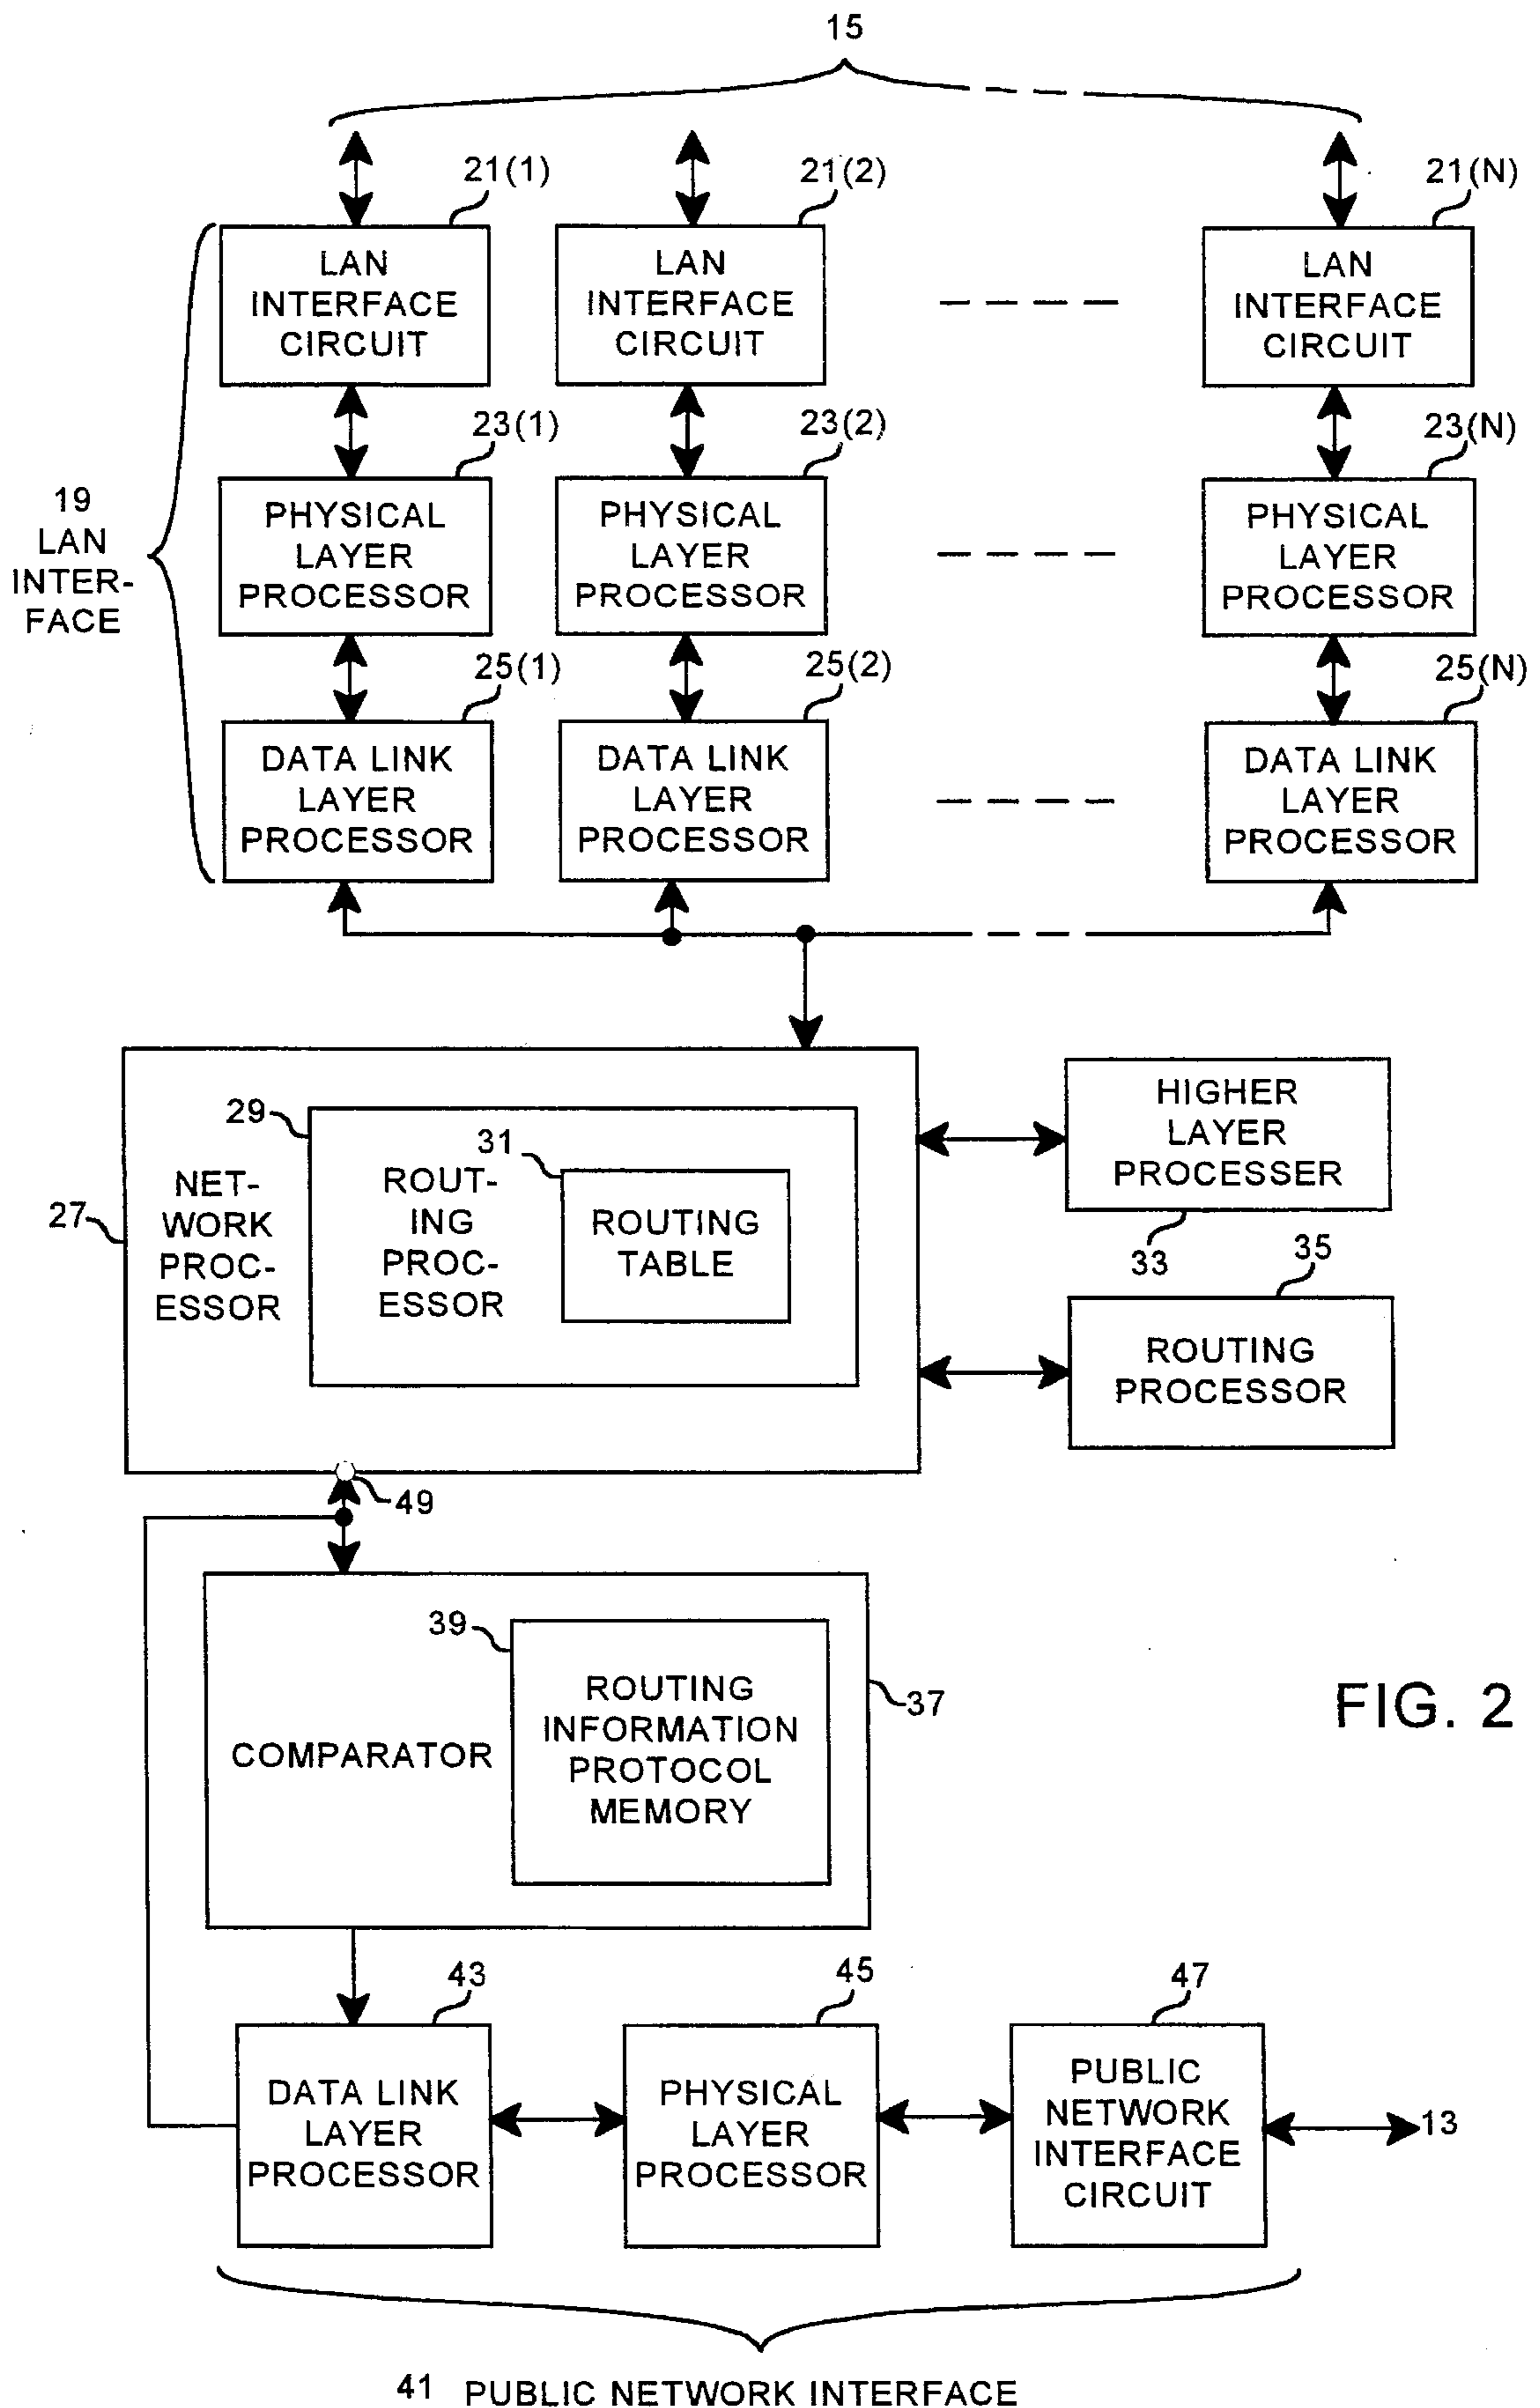 15
21(1)
21(2)
21(N)
LAN
INTERFACE
CIRCUIT
LAN
INTERFACE
CIRCUIT
LAN
INTERFACE
CIRCUIT
23(1)
23(2)
23(N)
19
LAN
INTER-
FACE
PHYSICAL
LAYER
PROCESSOR
PHYSICAL
LAYER
PROCESSOR
PHYSICAL
LAYER
PROCESSOR
25(1)
25(2)
25(N)
DATA LINK
LAYER
PROCESSOR
DATA LINK
LAYER
PROCESSOR
DATA LINK
LAYER
PROCESSOR
27
NET-
WORK
PROC-
ESSOR
29
ROUT-
ING
PROC-
ESSOR
31
ROUTING
TABLE
HIGHER
LAYER
PROCESSER
33
35
ROUTING
PROCESSOR
49
COMPARATOR
39
ROUTING
INFORMATION
PROTOCOL
MEMORY
37
FIG. 2
43
45
47
DATA LINK
LAYER
PROCESSOR
PHYSICAL
LAYER
PROCESSOR
PUBLIC
NETWORK
INTERFACE
CIRCUIT
13
41 PUBLIC NETWORK INTERFACE